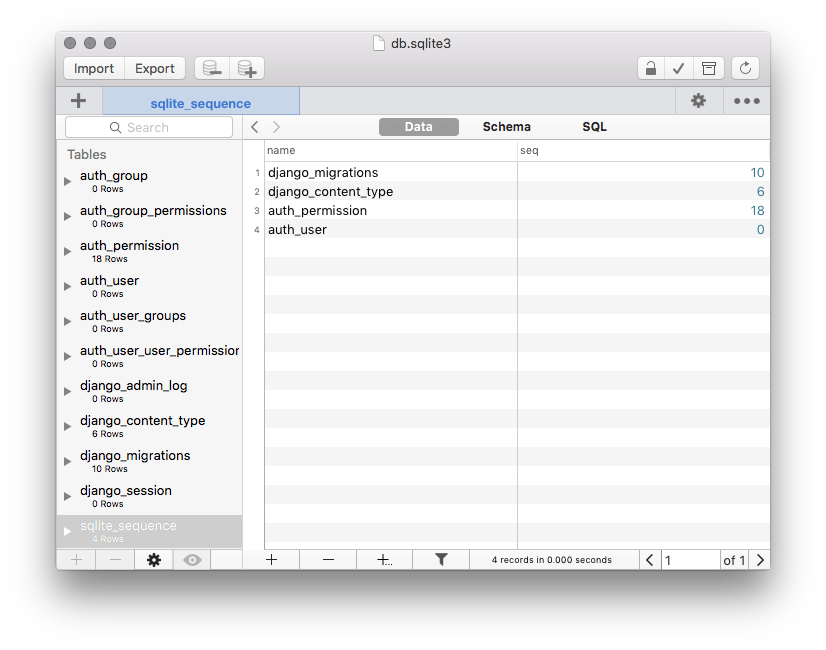 db.sqlite3
Import Export
sqlite_sequence
Search Data Schema SQL
Tables
auth_group
0 Rows
auth_group_permissions
0 Rows
auth_permission
18 Rows
auth_user
0 Rows
auth_user_groups
0 Rows
auth_user_user_permission
0 Rows
django_admin_log
0 Rows
django_content_type
6 Rows
django_migrations
10 Rows
django_session
0 Rows
sqlite_sequence
4 Rows
name seq
1 django_migrations 10
2 django_content_type 6
3 auth_permission 18
4 auth_user 0
4 records in 0.000 seconds 1 of 1